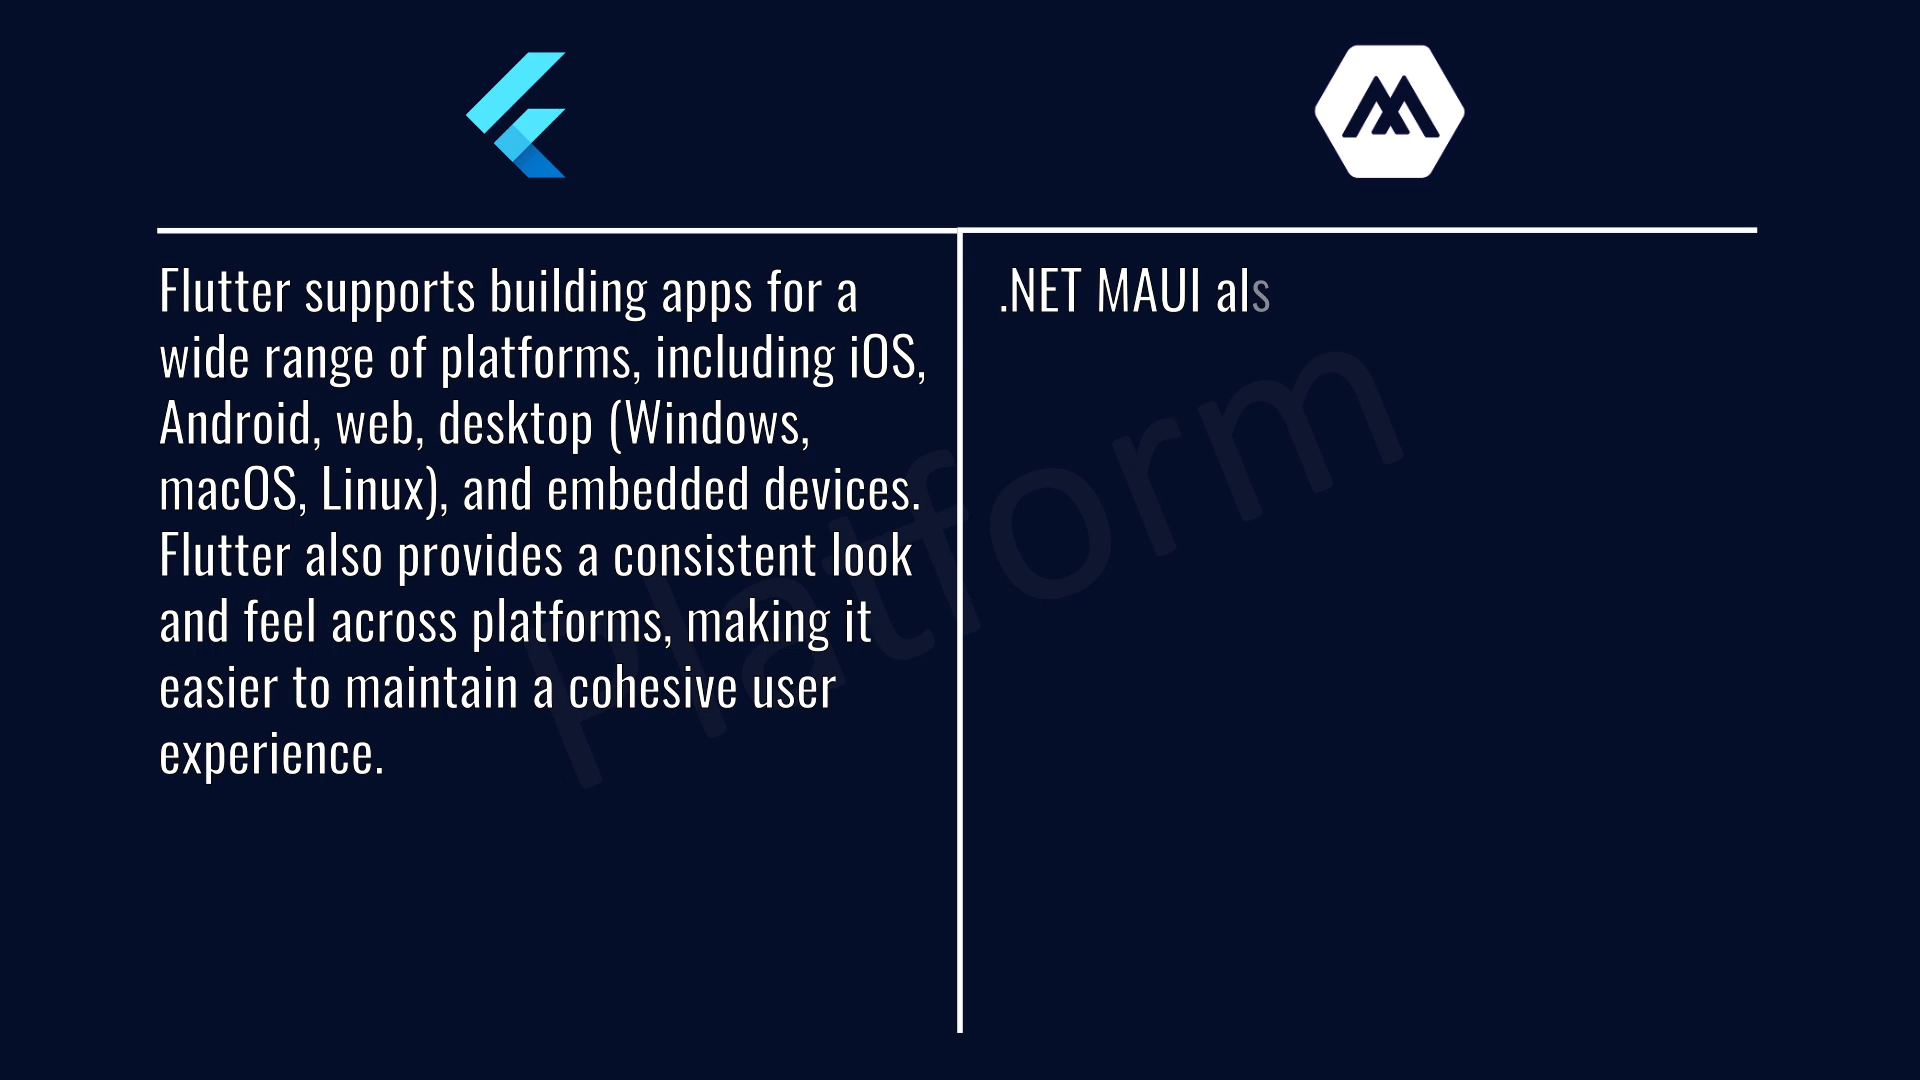 Flutter supports building apps for a
wide range of platforms, including iOS,
Android, web, desktop (Windows,
macOS, Linux), and embedded devices.
Flutter also provides a consistent look
and feel across platforms, making it
easier to maintain a cohesive user
experience.
.NET MAUI als
Platform